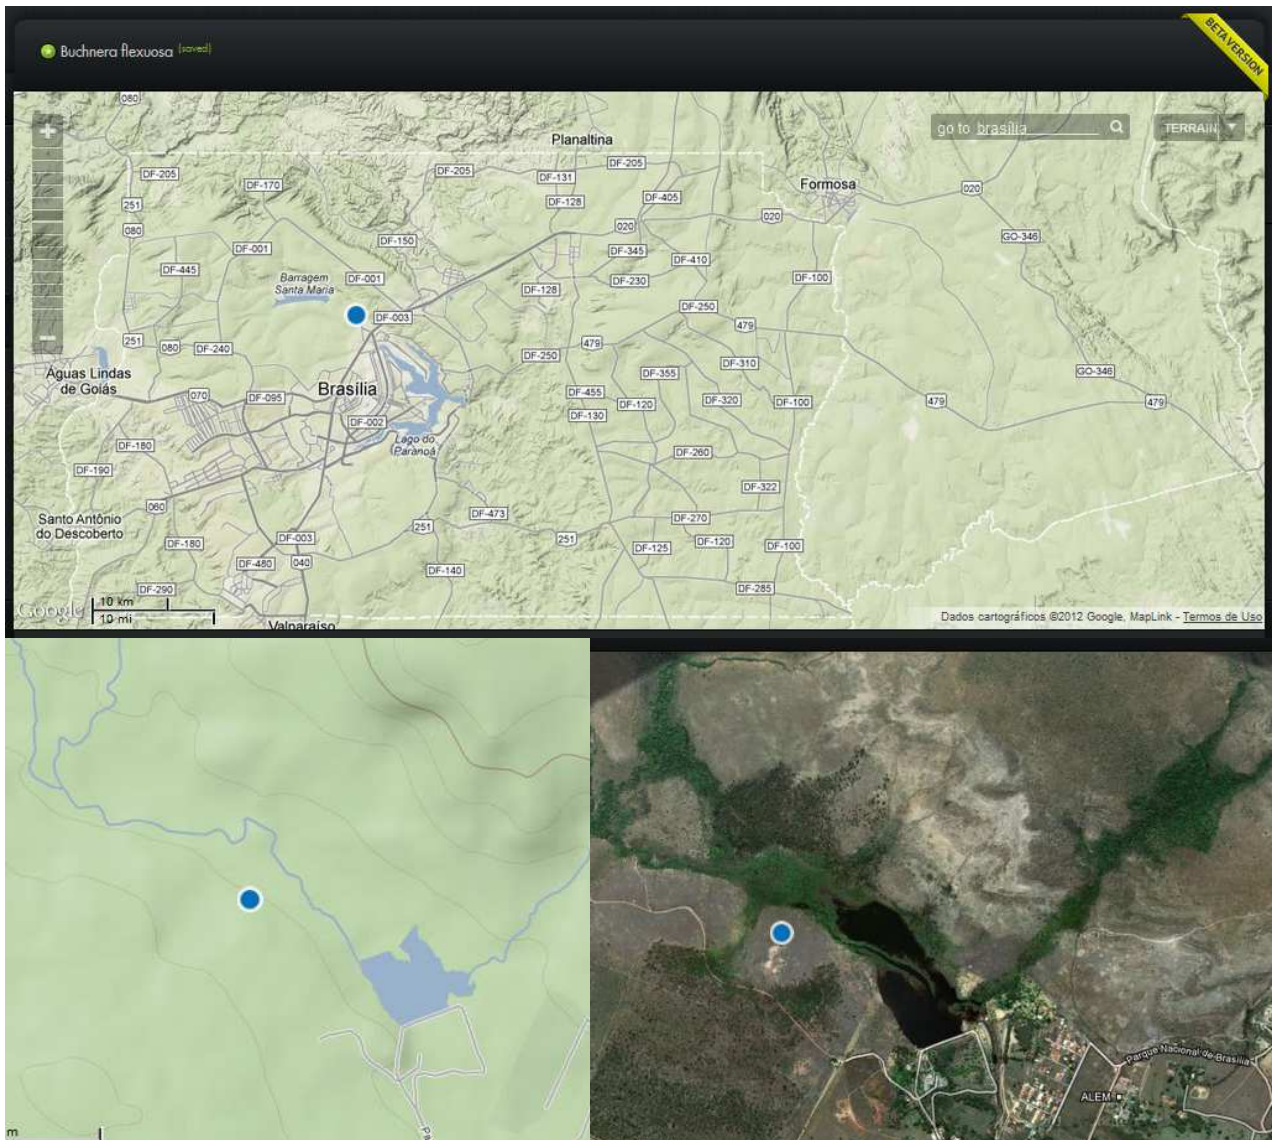 Buchnera flexuosa (saved)
BETA VERSION
080
Planaltina
go to brasília
TERRAIN
DF-205
DF-170
DF-205
DF-131
DF-205
Formosa
020
251
DF-128
DF-405
080
020
020
GO-346
DF-001
DF-150
DF-345
DF-410
DF-445
Barragem
Santa Maria
DF-001
DF-128
DF-230
DF-100
DF-003
DF-250
479
251
080
DF-240
DF-250
479
DF-310
Águas Lindas
de Goiás
DF-355
GO-346
070
DF-095
Brasília
DF-455
DF-120
DF-320
DF-100
479
479
DF-130
DF-002
DF-180
Lago do
Paranoá
DF-260
DF-190
DF-322
060
Santo Antônio
do Descoberto
DF-473
DF-270
251
DF-180
DF-003
251
DF-125
DF-120
DF-100
DF-480
040
DF-140
DF-290
DF-285
Google
10 km
10 mi
Valparaíso
Dados cartográficos ©2012 Google, MapLink - Termos de Uso
Parque Nacional de Brasília
ALEM
m
Pa